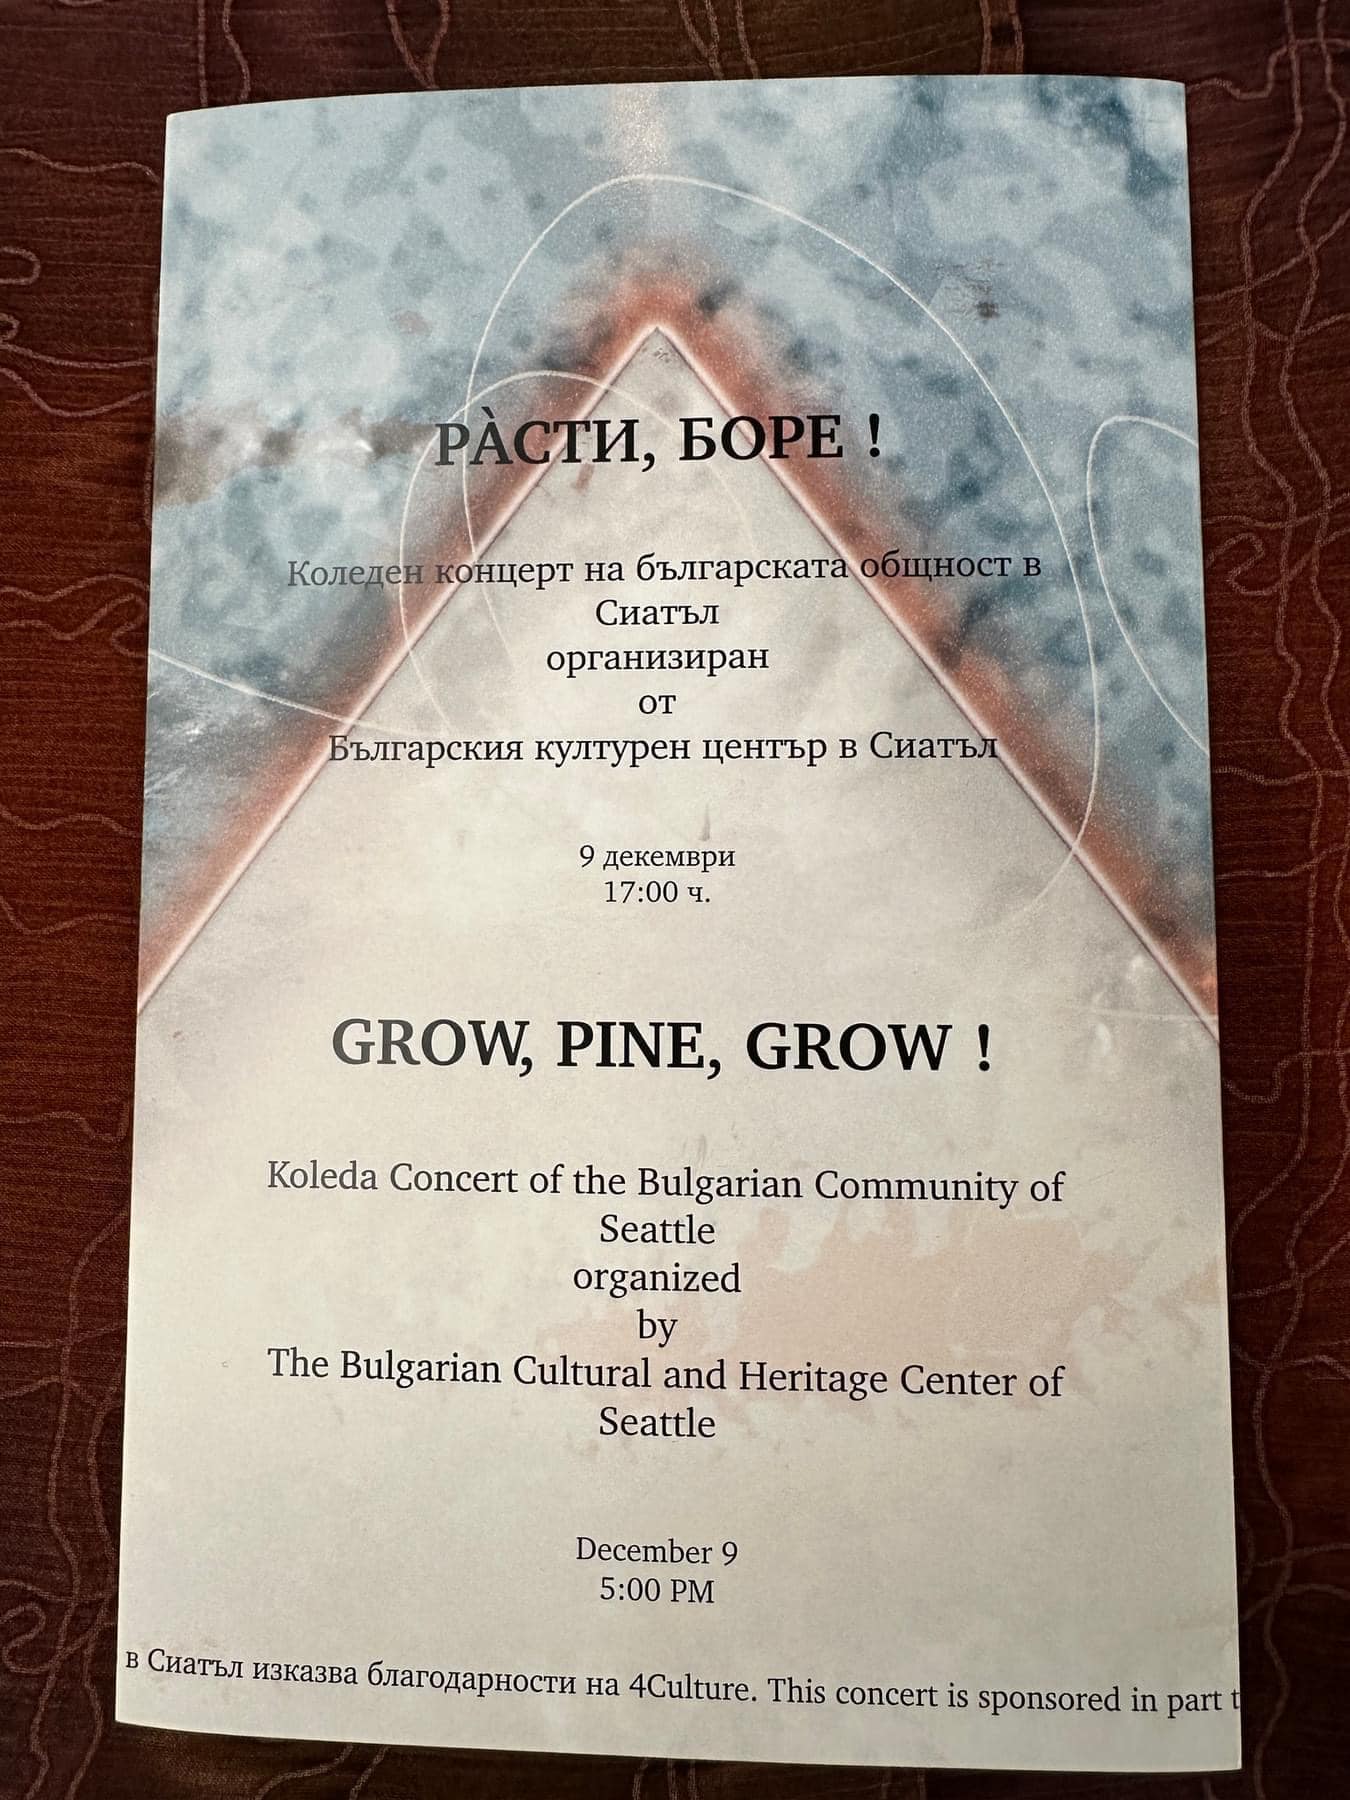 РА̀СТИ, БОРЕ !
Коледен концерт на българската общност в
Сиатъл
организиран
от
Българския културен център в Сиатъл
9 декември
17:00 ч.
GROW, PINE, GROW !
Koleda Concert of the Bulgarian Community of
Seattle
organized
by
The Bulgarian Cultural and Heritage Center of
Seattle
December 9
5:00 PM
в Сиатъл изказва благодарности на 4Culture. This concert is sponsored in part t